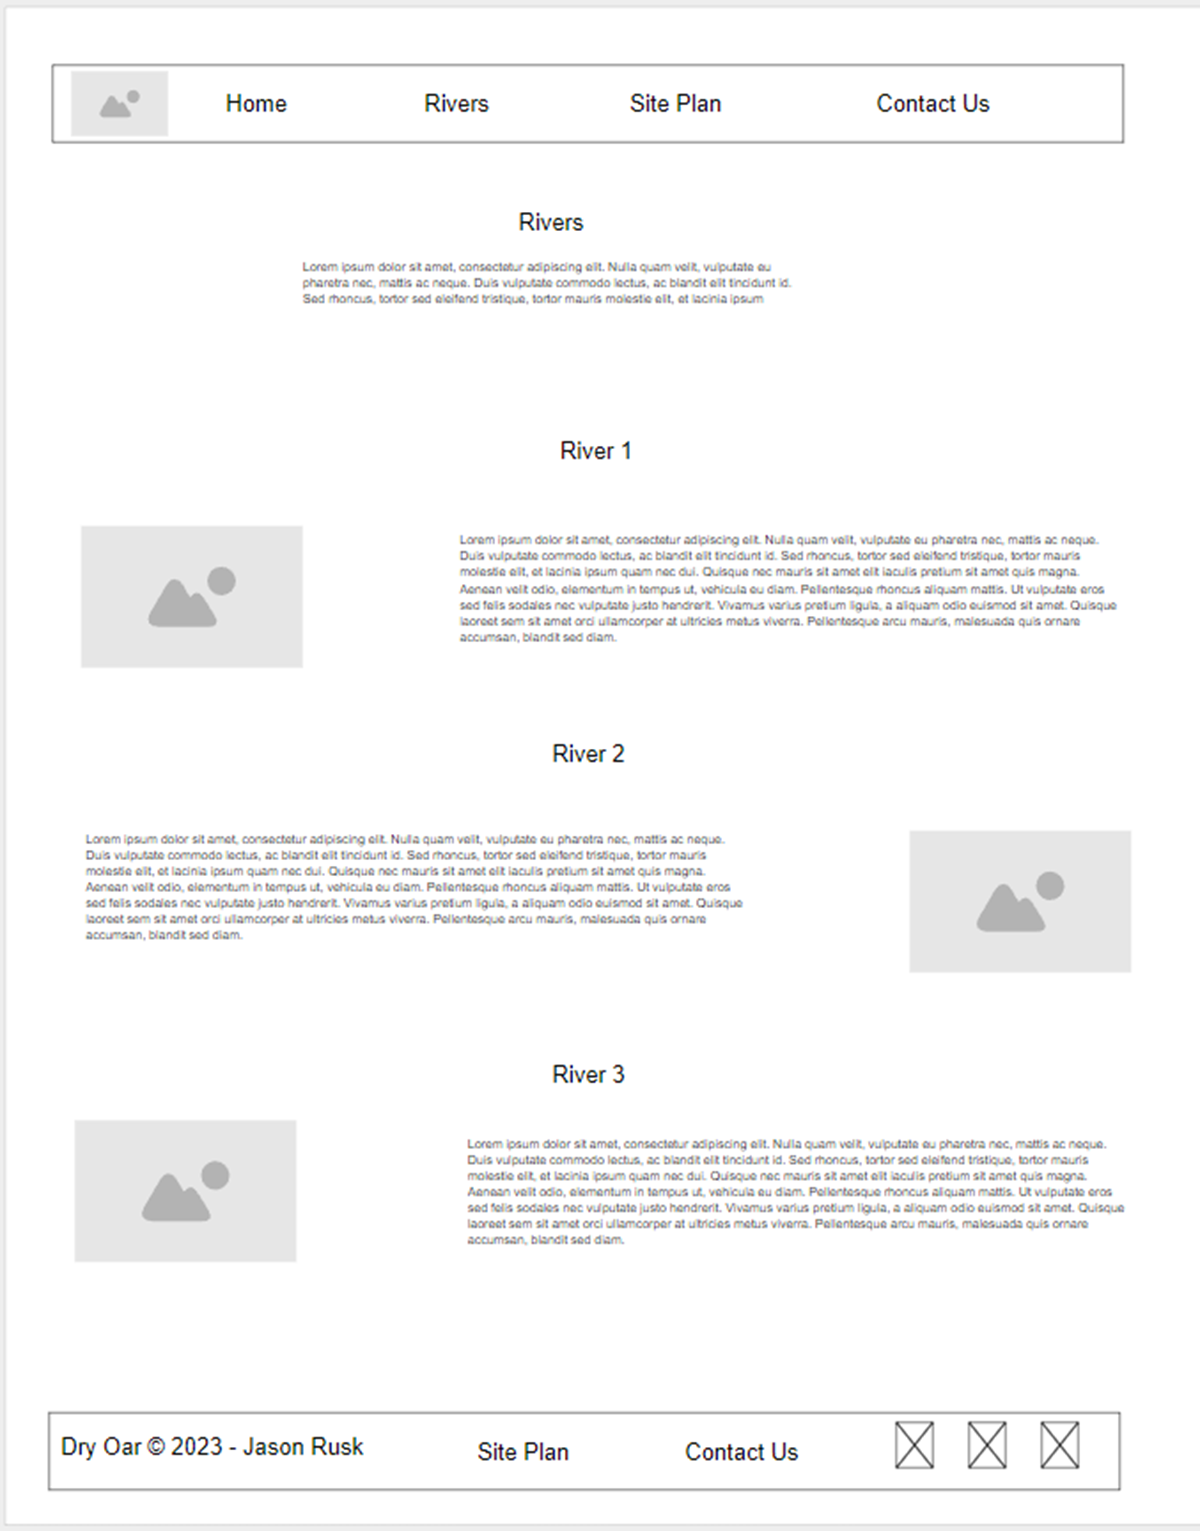 Home Rivers Site Plan Contact Us
Rivers
Lorem ipsum dolor sit amet, consectetur adipiscing elit. Nulla quam velit, vulputate eu
pharetra nec, mattis ac neque. Duis vulputate commodo lectus, ac blandit elit tincidunt id.
Sed rhoncus, tortor sed eleifend tristique, tortor mauris molestie elit, et lacinia ipsum
River 1
Lorem ipsum dolor sit amet, consectetur adipiscing elit. Nulla quam velit, vulputate eu pharetra nec, mattis ac neque.
Duis vulputate commodo lectus, ac blandit elit tincidunt id. Sed rhoncus, tortor sed eleifend tristique, tortor mauris
molestie elit, et lacinia ipsum quam nec dui. Quisque nec mauris sit amet elit iaculis pretium sit amet quis magna.
Aenean velit odio, elementum in tempus ut, vehicula eu diam. Pellentesque rhoncus aliquam mattis. Ut vulputate eros
sed felis sodales nec vulputate justo hendrerit. Vivamus varius pretium ligula, a aliquam odio euismod sit amet. Quisque
laoreet sem sit amet orci ullamcorper at ultricies metus viverra. Pellentesque arcu mauris, malesuada quis ornare
accumsan, blandit sed diam.
River 2
Lorem ipsum dolor sit amet, consectetur adipiscing elit. Nulla quam velit, vulputate eu pharetra nec, mattis ac neque.
Duis vulputate commodo lectus, ac blandit elit tincidunt id. Sed rhoncus, tortor sed eleifend tristique, tortor mauris
molestie elit, et lacinia ipsum quam nec dui. Quisque nec mauris sit amet elit iaculis pretium sit amet quis magna.
Aenean velit odio, elementum in tempus ut, vehicula eu diam. Pellentesque rhoncus aliquam mattis. Ut vulputate eros
sed felis sodales nec vulputate justo hendrerit. Vivamus varius pretium ligula, a aliquam odio euismod sit amet. Quisque
laoreet sem sit amet orci ullamcorper at ultricies metus viverra. Pellentesque arcu mauris, malesuada quis ornare
accumsan, blandit sed diam.
River 3
Lorem ipsum dolor sit amet, consectetur adipiscing elit. Nulla quam velit, vulputate eu pharetra nec, mattis ac neque.
Duis vulputate commodo lectus, ac blandit elit tincidunt id. Sed rhoncus, tortor sed eleifend tristique, tortor mauris
molestie elit, et lacinia ipsum quam nec dui. Quisque nec mauris sit amet elit iaculis pretium sit amet quis magna.
Aenean velit odio, elementum in tempus ut, vehicula eu diam. Pellentesque rhoncus aliquam mattis. Ut vulputate eros
sed felis sodales nec vulputate justo hendrerit. Vivamus varius pretium ligula, a aliquam odio euismod sit amet. Quisque
laoreet sem sit amet orci ullamcorper at ultricies metus viverra. Pellentesque arcu mauris, malesuada quis ornare
accumsan, blandit sed diam.
Dry Oar © 2023 - Jason Rusk Site Plan Contact Us